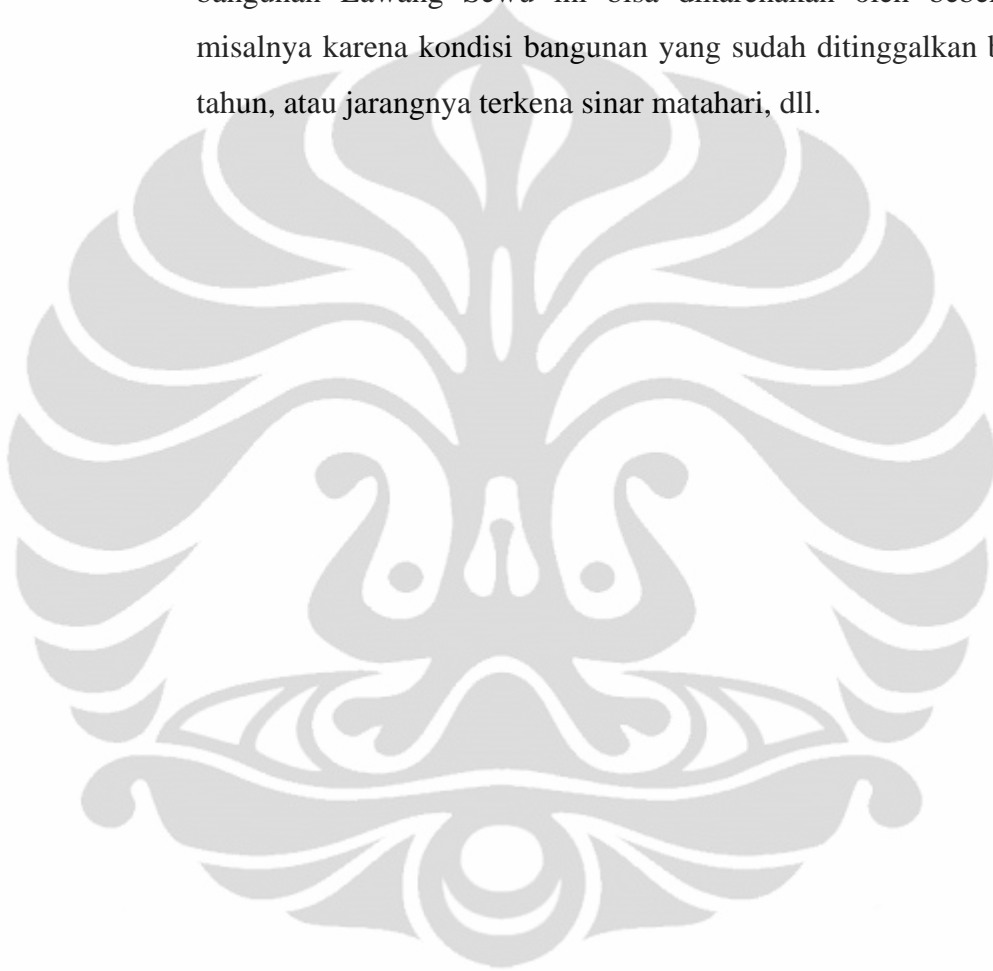 bangunan Lawang Sewu ini bisa dikarenakan oleh
misalnya karena kondisi bangunan yang sudah ditinggalkan
tahun, atau jarangnya terkena sinar matahari, dll.